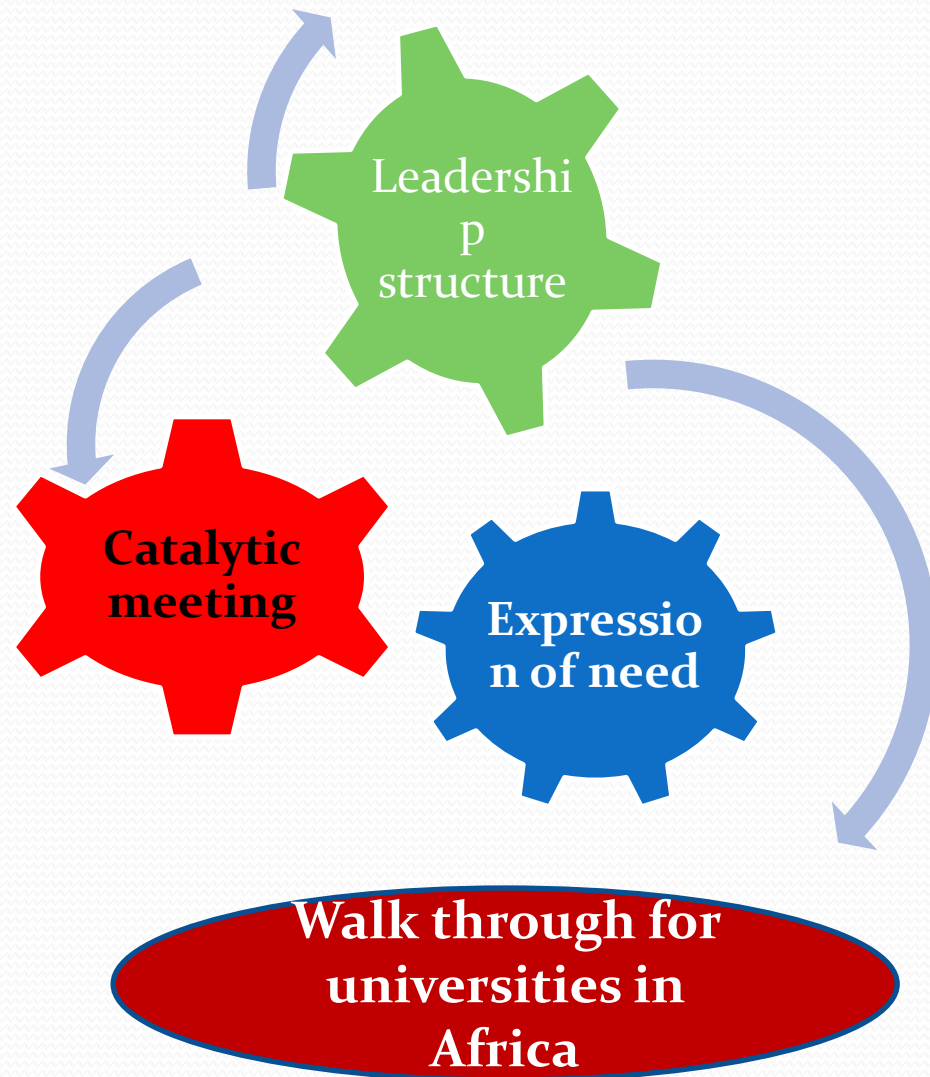 Leadershi
p
structure
Catalytic
meeting
Expressio
n of need
Walk through for
universities in
Africa